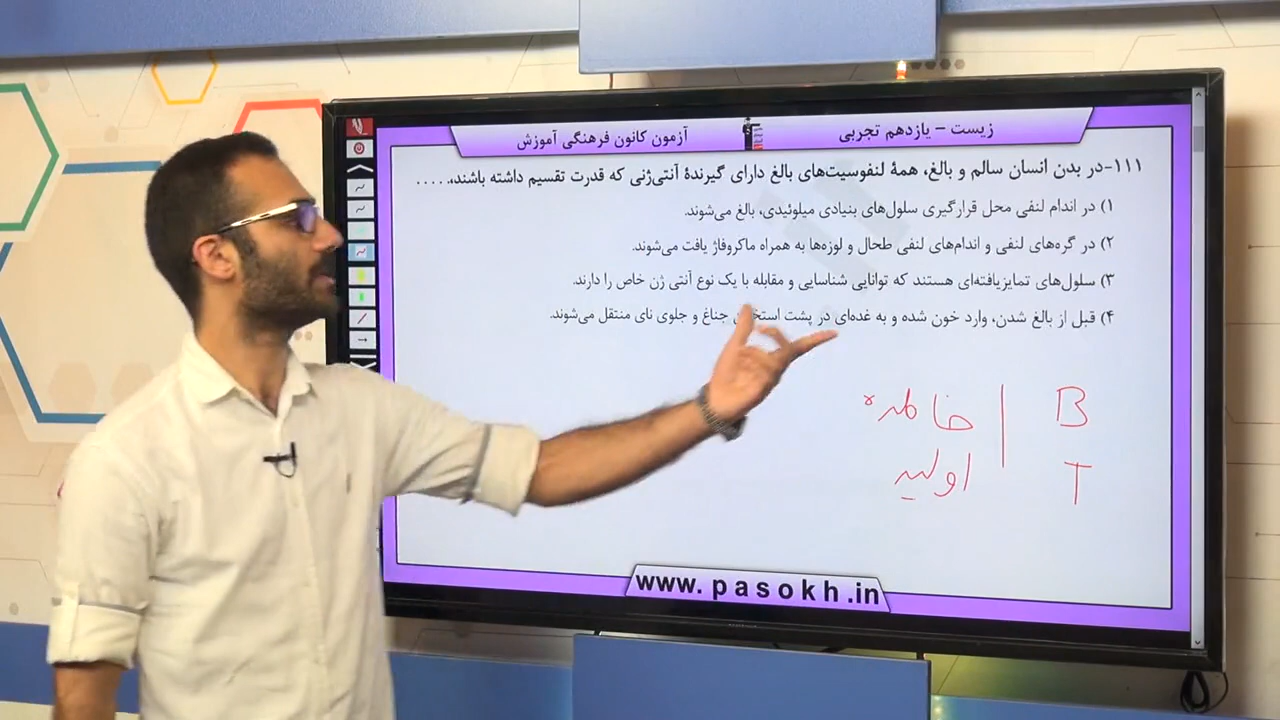 زیست - یازدهم تجربی
آزمون کانون فرهنگی آموزش
۱۱۱-در بدن انسان سالم و بالغ، همهٔ لنفوسیت‌های بالغ دارای گیرندهٔ آنتی‌ژنی که قدرت تقسیم داشته باشند،.....
۱) در اندام لنفی محل قرارگیری سلول‌های بنیادی میلوئیدی، بالغ می‌شوند.
۲) در گره‌های لنفی و اندام‌های لنفی طحال و لوزه‌ها به همراه ماکروفاژ یافت می‌شوند.
۳) سلول‌های تمایزیافته‌ای هستند که توانایی شناسایی و مقابله با یک نوع آنتی ژن خاص را دارند.
۴) قبل از بالغ شدن، وارد خون شده و به غده‌ای در پشت جناغ و جلوی نای منتقل می‌شوند.
B | خاطره
T | اولیه
www. pasokh.in